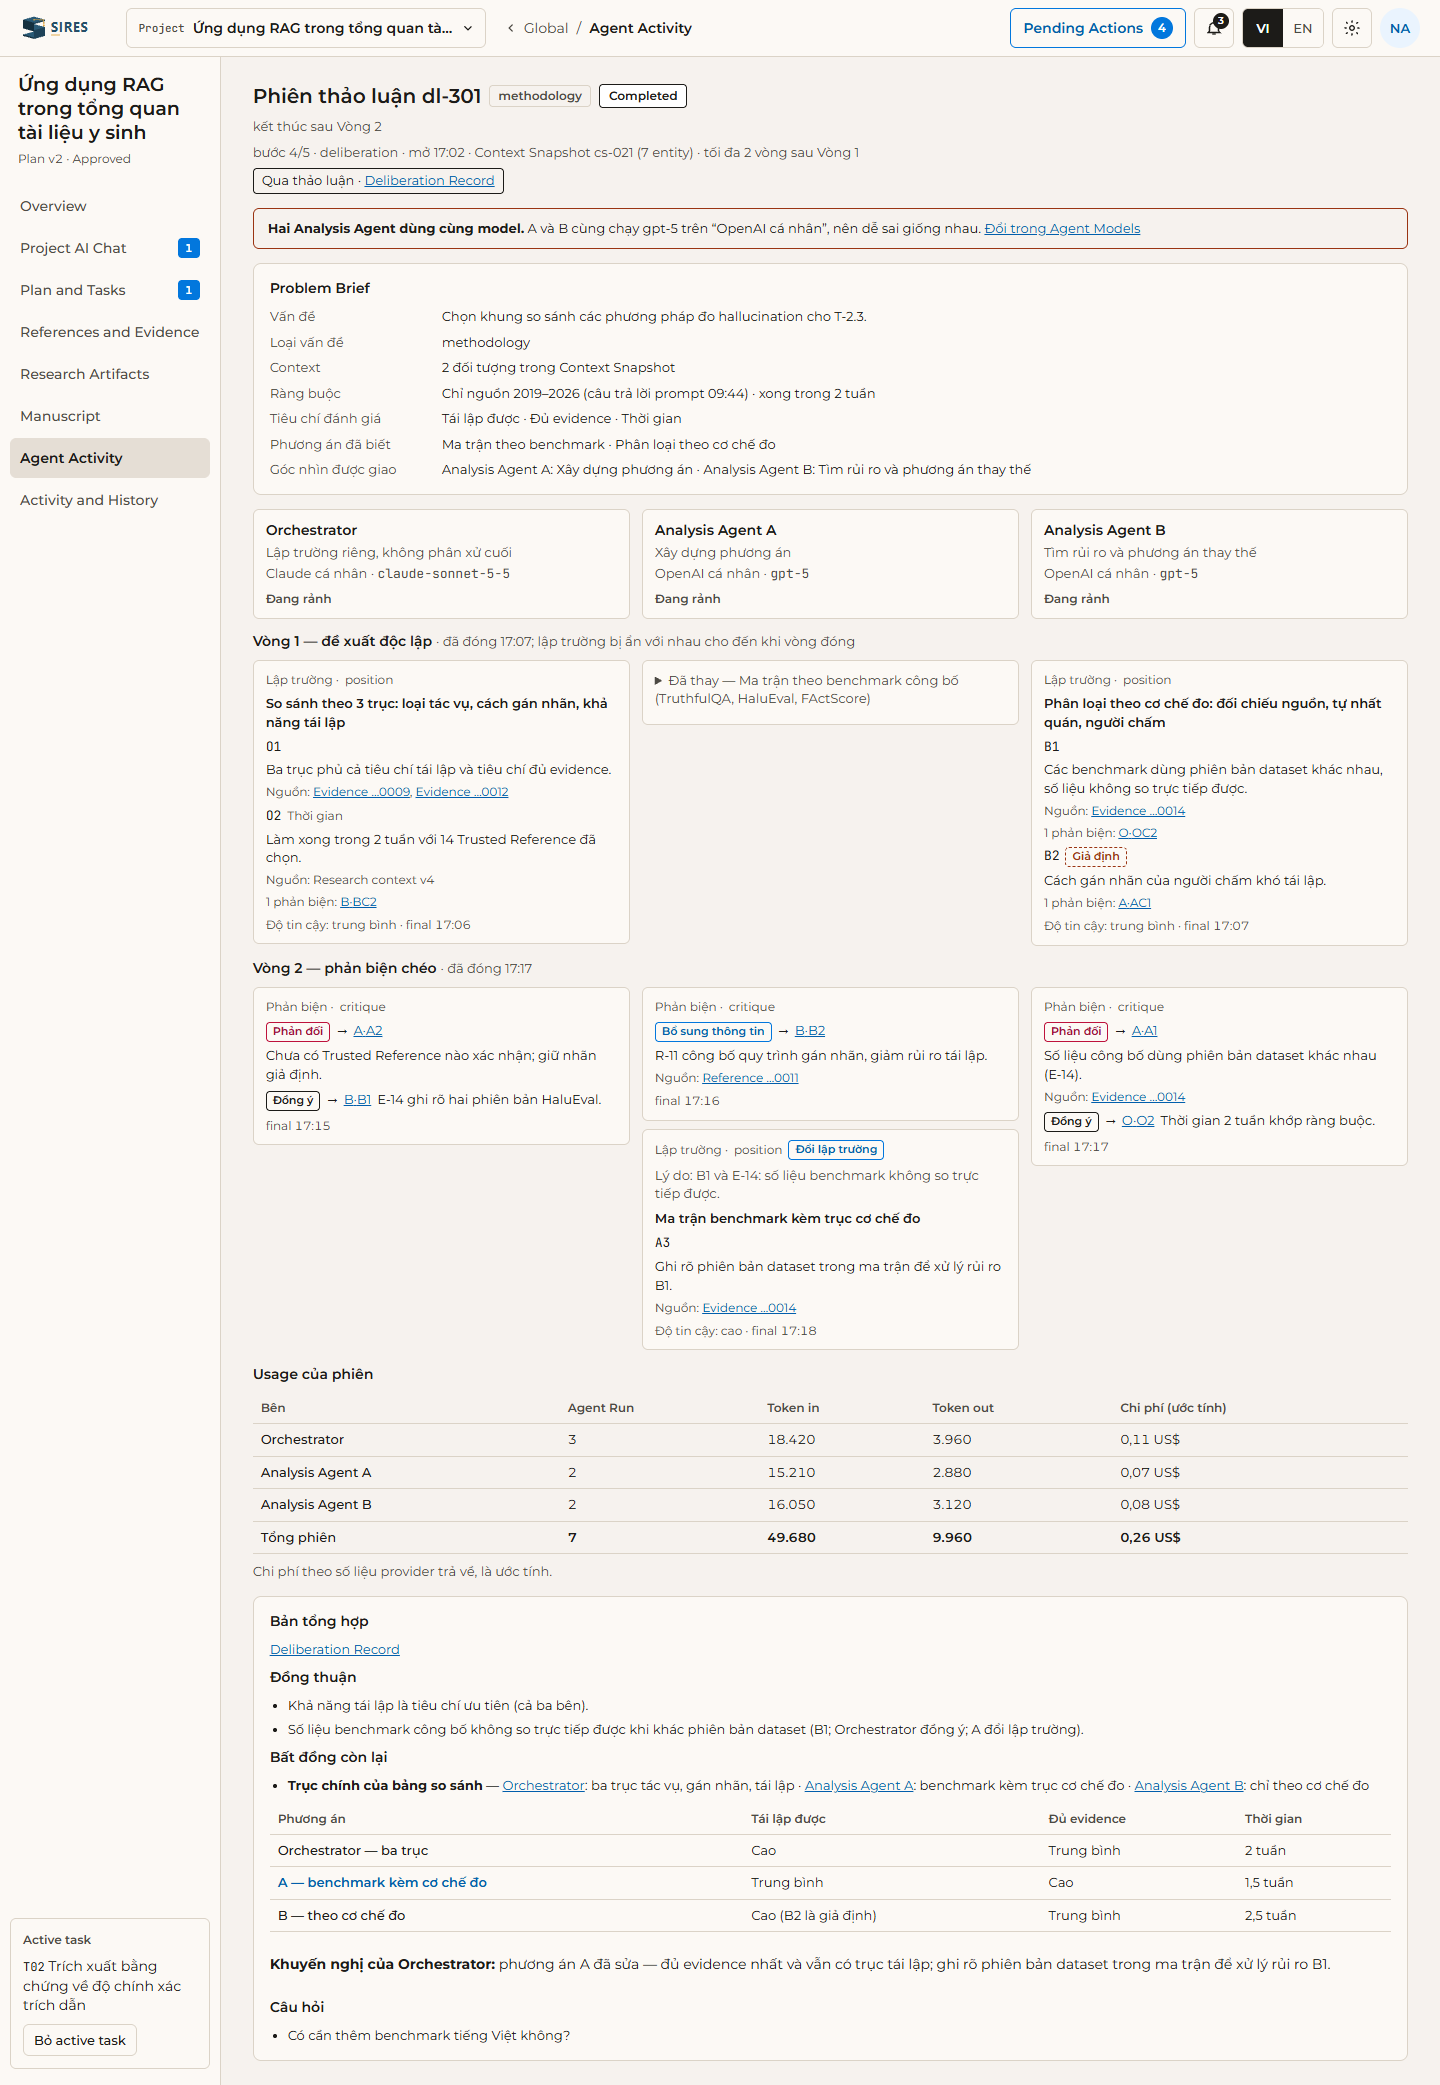 SIRES
Project Ứng dụng RAG trong tổng quan tà...
Global / Agent Activity
Pending Actions 4
3
VI EN
NA
Ứng dụng RAG
trong tổng quan
tài liệu y sinh
Plan v2 · Approved
Overview
Project AI Chat 1
Plan and Tasks 1
References and Evidence
Research Artifacts
Manuscript
Agent Activity
Activity and History
Active task
T02 Trích xuất bằng
chứng về độ chính xác
trích dẫn
Bỏ active task
Phiên thảo luận dl-301 methodology Completed
kết thúc sau Vòng 2
bước 4/5 · deliberation · mở 17:02 · Context Snapshot cs-021 (7 entity) · tối đa 2 vòng sau Vòng 1
Qua thảo luận · Deliberation Record
Hai Analysis Agent dùng cùng model. A và B cùng chạy gpt-5 trên “OpenAI cá nhân”, nên dễ sai giống nhau. Đổi trong Agent Models
Problem Brief
Vấn đề Chọn khung so sánh các phương pháp đo hallucination cho T-2.3.
Loại vấn đề methodology
Context 2 đối tượng trong Context Snapshot
Ràng buộc Chỉ nguồn 2019–2026 (câu trả lời prompt 09:44) · xong trong 2 tuần
Tiêu chí đánh giá Tái lập được · Đủ evidence · Thời gian
Phương án đã biết Ma trận theo benchmark · Phân loại theo cơ chế đo
Góc nhìn được giao Analysis Agent A: Xây dựng phương án · Analysis Agent B: Tìm rủi ro và phương án thay thế
Orchestrator
Lập trường riêng, không phân xử cuối
Claude cá nhân · claude-sonnet-5-5
Đang rảnh
Analysis Agent A
Xây dựng phương án
OpenAI cá nhân · gpt-5
Đang rảnh
Analysis Agent B
Tìm rủi ro và phương án thay thế
OpenAI cá nhân · gpt-5
Đang rảnh
Vòng 1 — đề xuất độc lập · đã đóng 17:07; lập trường bị ẩn với nhau cho đến khi vòng đóng
Lập trường · position
So sánh theo 3 trục: loại tác vụ, cách gán nhãn, khả
năng tái lập
O1
Ba trục phủ cả tiêu chí tái lập và tiêu chí đủ evidence.
Nguồn: Evidence …0009, Evidence …0012
O2 Thời gian
Làm xong trong 2 tuần với 14 Trusted Reference đã
chọn.
Nguồn: Research context v4
1 phản biện: B·BC2
Độ tin cậy: trung bình · final 17:06
Đã thay — Ma trận theo benchmark công bố
(TruthfulQA, HaluEval, FActScore)
Lập trường · position
Phân loại theo cơ chế đo: đối chiếu nguồn, tự nhất
quán, người chấm
B1
Các benchmark dùng phiên bản dataset khác nhau,
số liệu không so trực tiếp được.
Nguồn: Evidence …0014
1 phản biện: O·OC2
B2 Giả định
Cách gán nhãn của người chấm khó tái lập.
1 phản biện: A·AC1
Độ tin cậy: trung bình · final 17:07
Vòng 2 — phản biện chéo · đã đóng 17:17
Phản biện · critique
Phản đối → A·A2
Chưa có Trusted Reference nào xác nhận; giữ nhãn
giả định.
Đồng ý → B·B1 E-14 ghi rõ hai phiên bản HaluEval.
final 17:15
Phản biện · critique
Bổ sung thông tin → B·B2
R-11 công bố quy trình gán nhãn, giảm rủi ro tái lập.
Nguồn: Reference …0011
final 17:16
Lập trường · position Đổi lập trường
Lý do: B1 và E-14: số liệu benchmark không so trực
tiếp được.
Ma trận benchmark kèm trục cơ chế đo
A3
Ghi rõ phiên bản dataset trong ma trận để xử lý rủi ro
B1.
Nguồn: Evidence …0014
Độ tin cậy: cao · final 17:18
Phản biện · critique
Phản đối → A·A1
Số liệu công bố dùng phiên bản dataset khác nhau
(E-14).
Nguồn: Evidence …0014
Đồng ý → O·O2 Thời gian 2 tuần khớp ràng buộc.
final 17:17
Usage của phiên
Bên Agent Run Token in Token out Chi phí (ước tính)
Orchestrator 3 18.420 3.960 0,11 US$
Analysis Agent A 2 15.210 2.880 0,07 US$
Analysis Agent B 2 16.050 3.120 0,08 US$
Tổng phiên 7 49.680 9.960 0,26 US$
Chi phí theo số liệu provider trả về, là ước tính.
Bản tổng hợp
Deliberation Record
Đồng thuận
• Khả năng tái lập là tiêu chí ưu tiên (cả ba bên).
• Số liệu benchmark công bố không so trực tiếp được khi khác phiên bản dataset (B1; Orchestrator đồng ý; A đổi lập trường).
Bất đồng còn lại
• Trục chính của bảng so sánh — Orchestrator: ba trục tác vụ, gán nhãn, tái lập · Analysis Agent A: benchmark kèm trục cơ chế đo · Analysis Agent B: chỉ theo cơ chế đo
Phương án Tái lập được Đủ evidence Thời gian
Orchestrator — ba trục Cao Trung bình 2 tuần
A — benchmark kèm cơ chế đo Trung bình Cao 1,5 tuần
B — theo cơ chế đo Cao (B2 là giả định) Trung bình 2,5 tuần
Khuyến nghị của Orchestrator: phương án A đã sửa — đủ evidence nhất và vẫn có trục tái lập; ghi rõ phiên bản dataset trong ma trận để xử lý rủi ro B1.
Câu hỏi
• Có cần thêm benchmark tiếng Việt không?